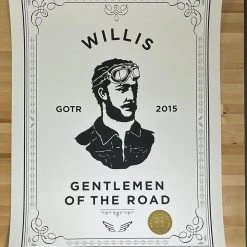 WILLIS
GOTR 2015
GENTLEMEN
OF THE ROAD